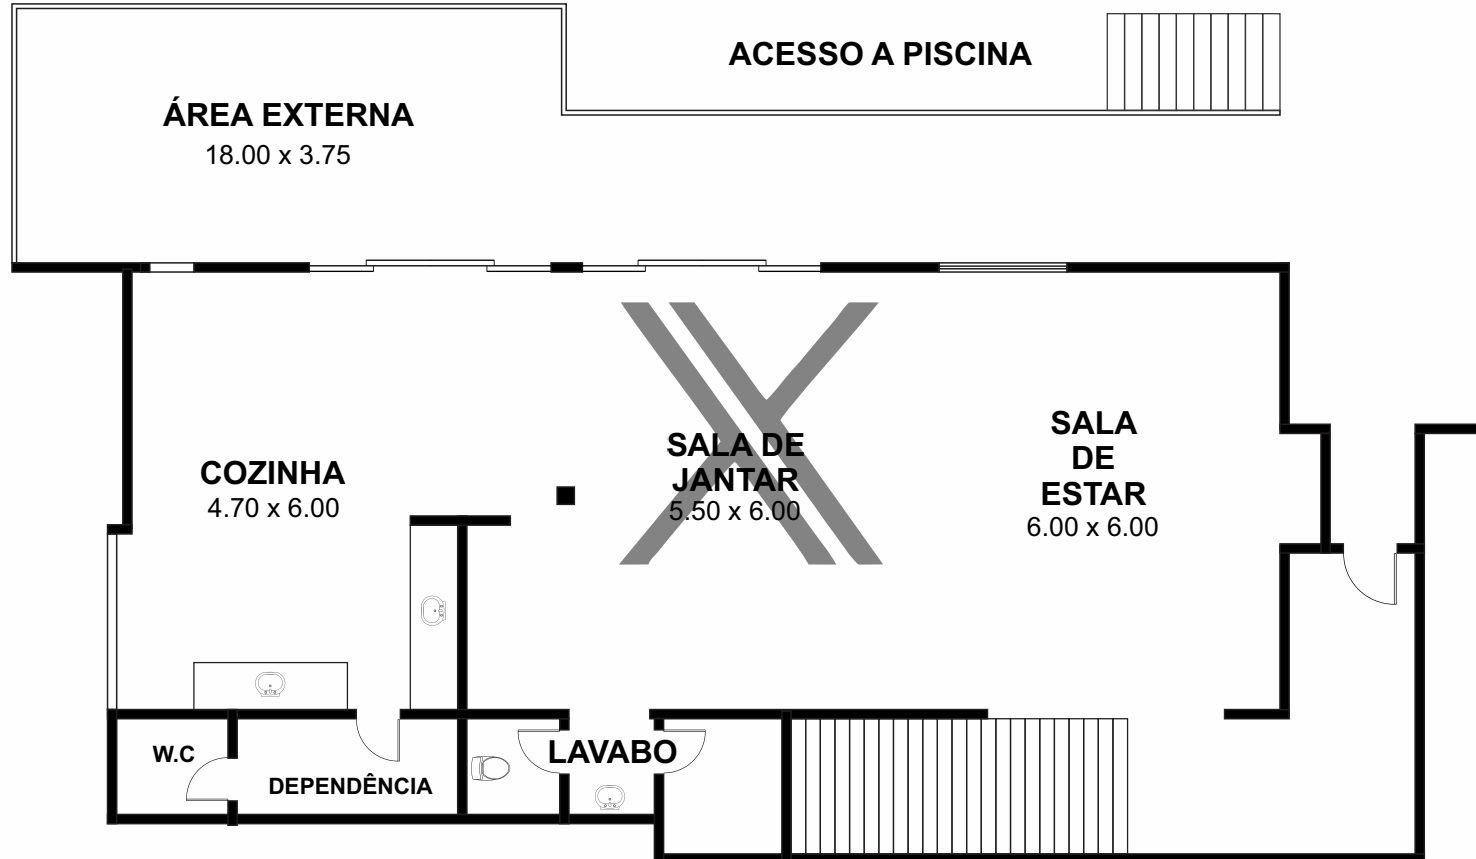 ACESSO A PISCINA
ÁREA EXTERNA
18.00 x 3.75
COZINHA
4.70 x 6.00
SALA DE
JANTAR
5.50 x 6.00
SALA
DE
ESTAR
6.00 x 6.00
W.C
DEPENDÊNCIA
LAVABO